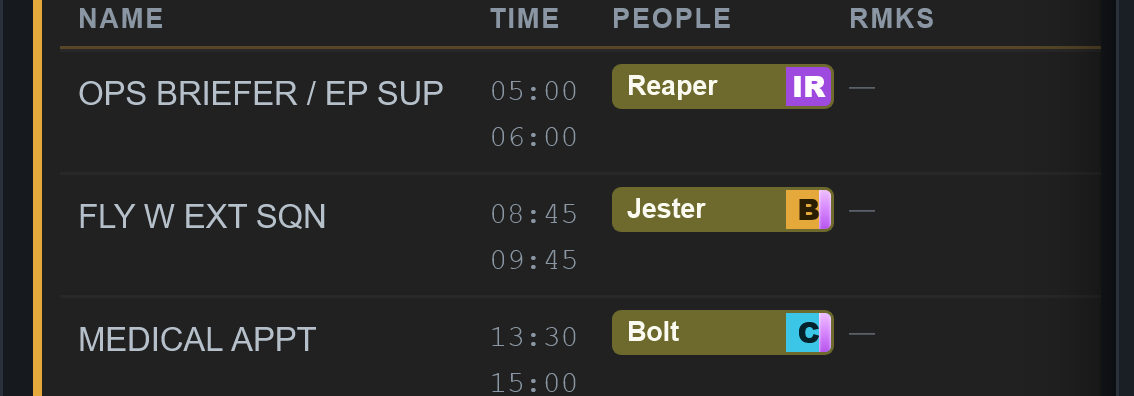 NAME TIME PEOPLE RMKS
OPS BRIEFER / EP SUP 05:00 Reaper IR —
06:00
FLY W EXT SQN 08:45 Jester B —
09:45
MEDICAL APPT 13:30 Bolt C —
15:00